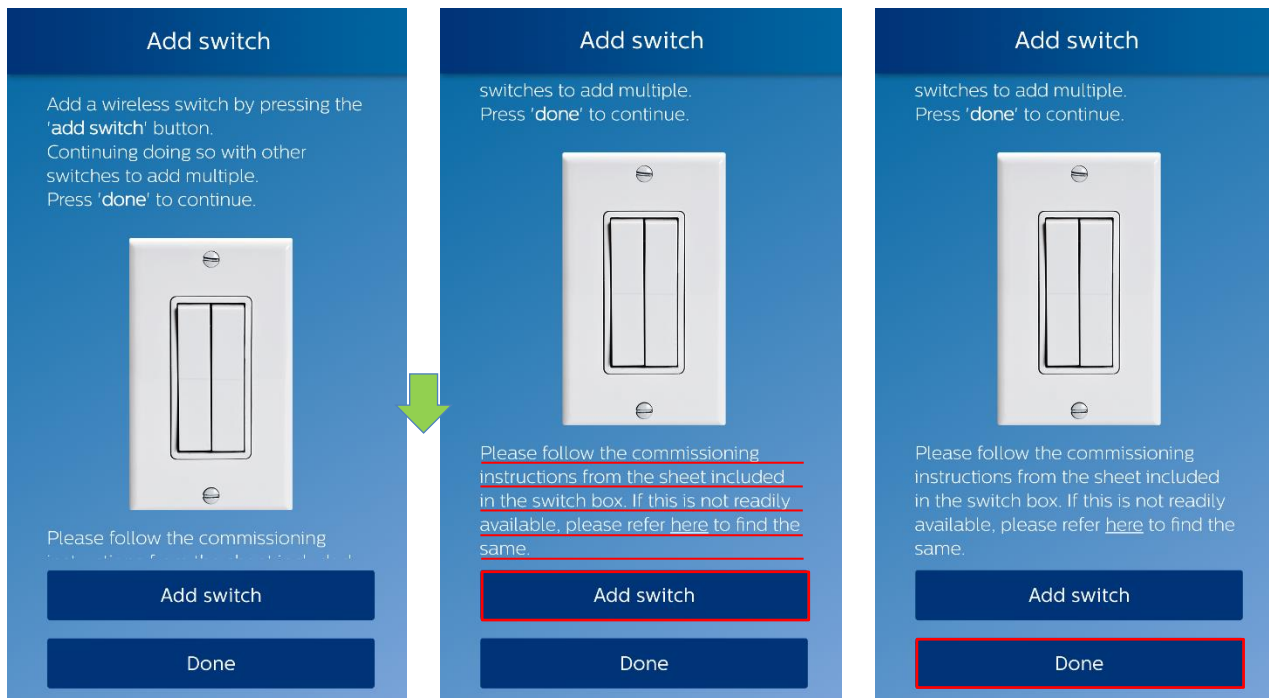 Add switch
Add a wireless switch by pressing the
'add switch' button.
Continuing doing so with other
switches to add multiple.
Press 'done' to continue.
Please follow the commissioning
Add switch
Done
Add switch
switches to add multiple.
Press 'done' to continue.
Please follow the commissioning
instructions from the sheet included
in the switch box. If this is not readily
available, please refer here to find the
same.
Add switch
Done
Add switch
switches to add multiple.
Press 'done' to continue.
Please follow the commissioning
instructions from the sheet included
in the switch box. If this is not readily
available, please refer here to find the
same.
Add switch
Done